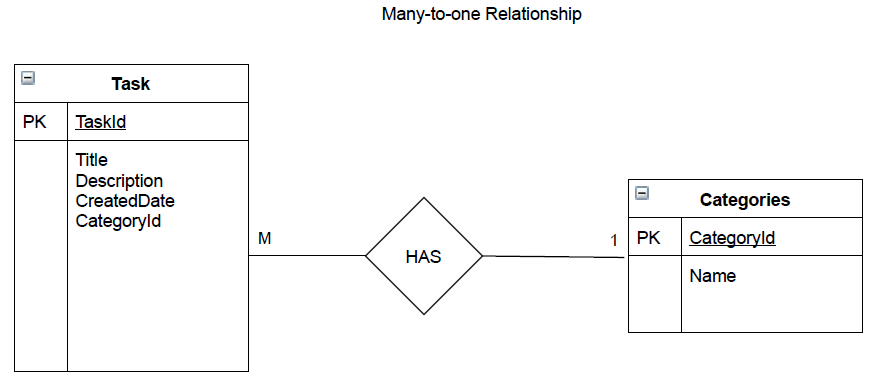 Many-to-one Relationship
Task
PK TaskId
Title
Description
CreatedDate
CategoryId
M
HAS
1
Categories
PK CategoryId
Name